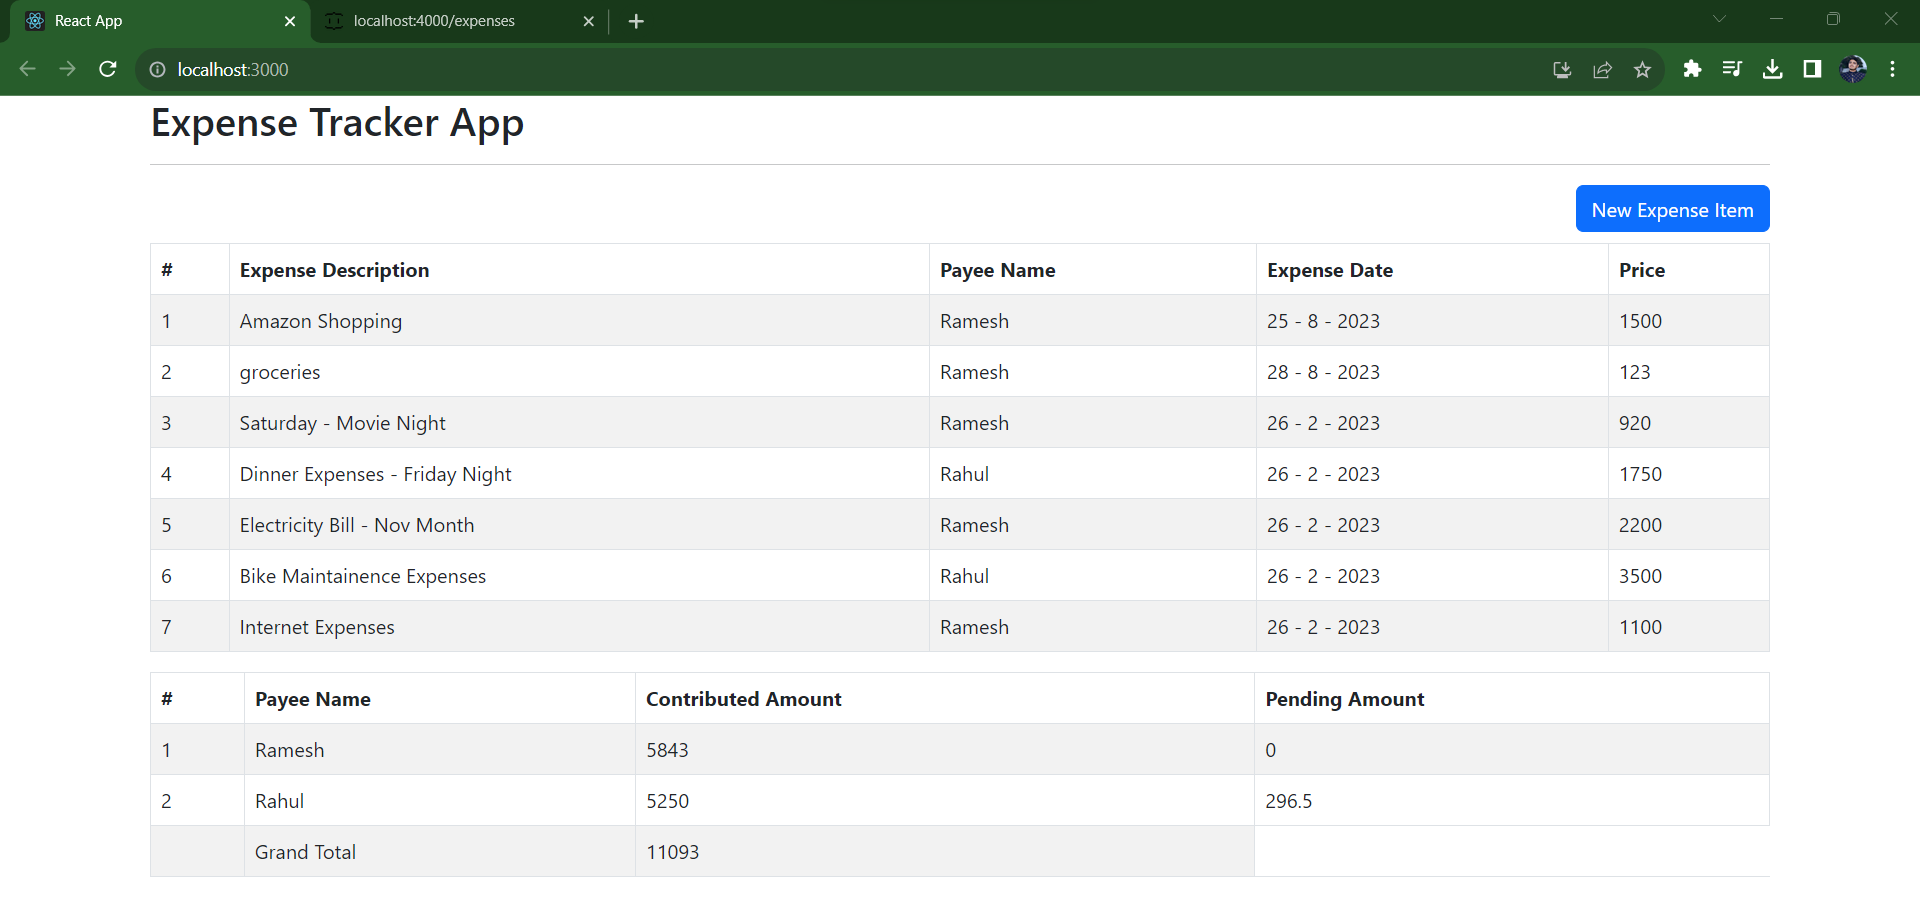 React App
localhost:4000/expenses
localhost:3000
Expense Tracker App
New Expense Item
# Expense Description Payee Name Expense Date Price
1 Amazon Shopping Ramesh 25 - 8 - 2023 1500
2 groceries Ramesh 28 - 8 - 2023 123
3 Saturday - Movie Night Ramesh 26 - 2 - 2023 920
4 Dinner Expenses - Friday Night Rahul 26 - 2 - 2023 1750
5 Electricity Bill - Nov Month Ramesh 26 - 2 - 2023 2200
6 Bike Maintainence Expenses Rahul 26 - 2 - 2023 3500
7 Internet Expenses Ramesh 26 - 2 - 2023 1100
# Payee Name Contributed Amount Pending Amount
1 Ramesh 5843 0
2 Rahul 5250 296.5
Grand Total 11093